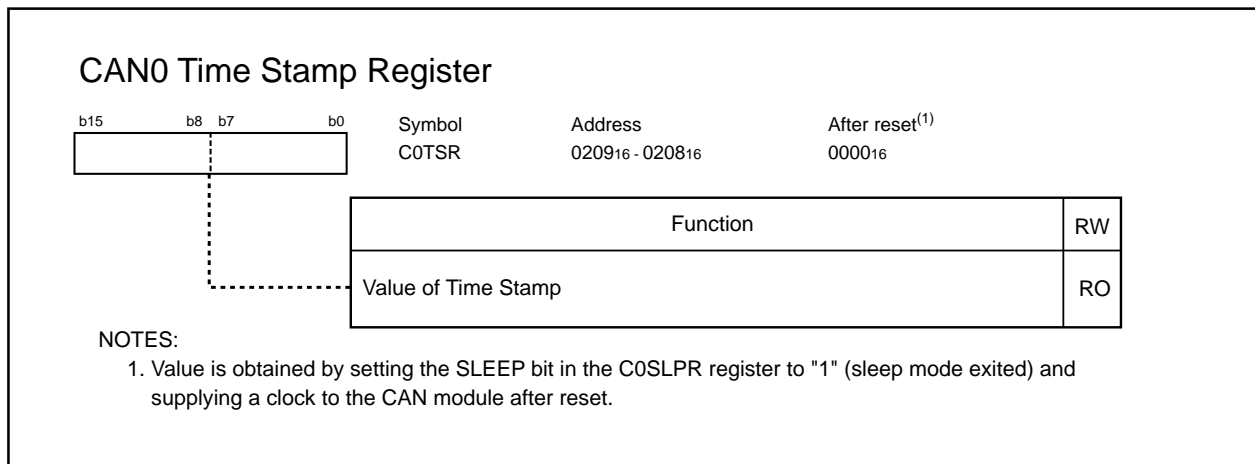 CAN0 Time Stamp Register
b15 b8 b7 b0 Symbol Address After reset(1)
C0TSR 020916 - 020816 000016
Function RW
Value of Time Stamp RO
NOTES:
1. Value is obtained by setting the SLEEP bit in the C0SLPR register to "1" (sleep mode exited) and
supplying a clock to the CAN module after reset.